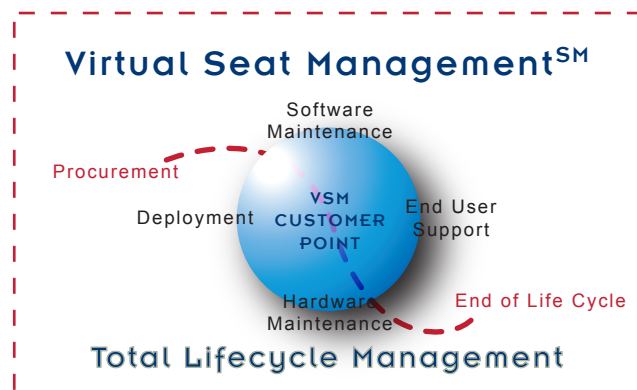 Virtual Seat Management℠
Software
Maintenance
Procurement
Deployment
VSM
CUSTOMER
POINT
End User
Support
Hardware
Maintenance
End of Life Cycle
Total Lifecycle Management